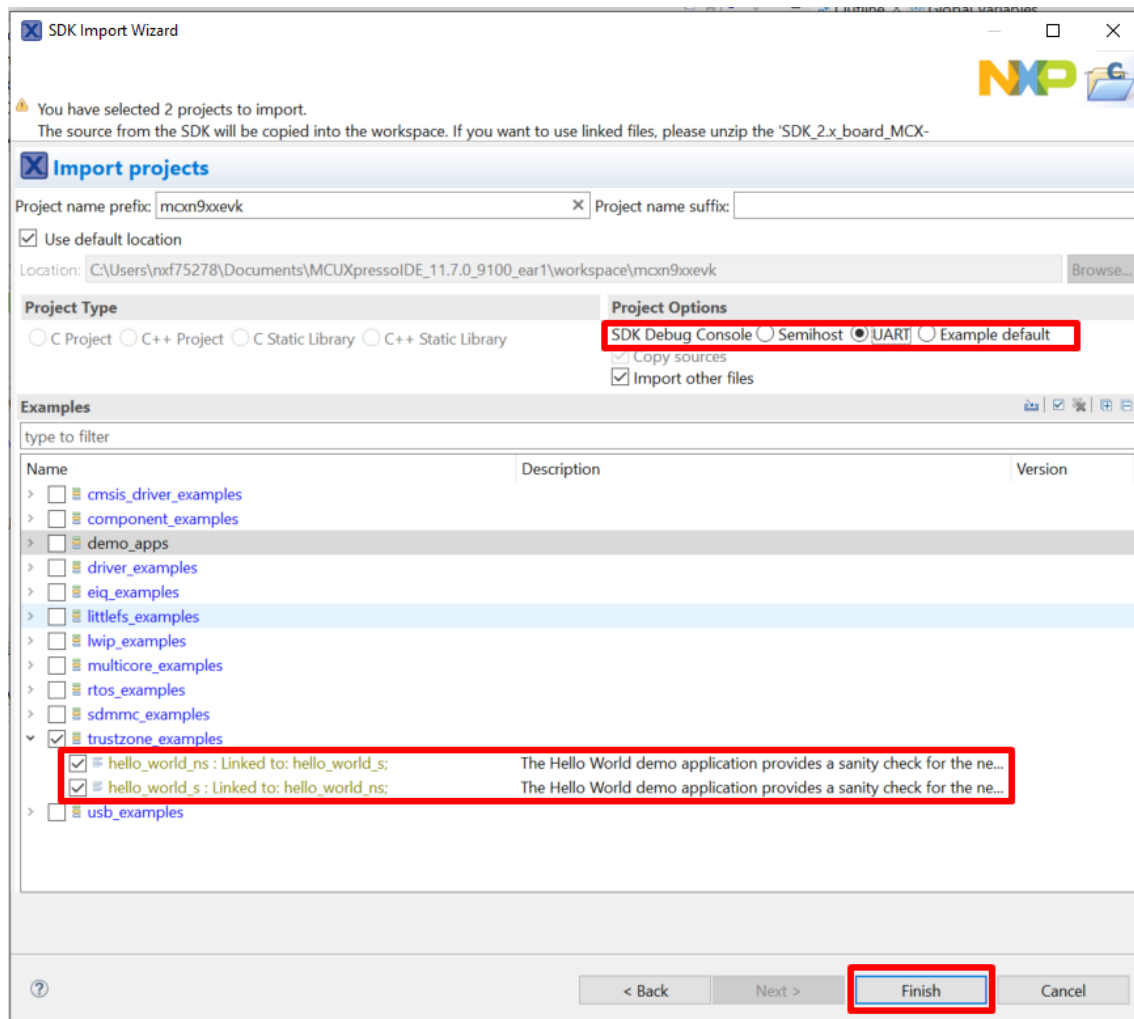 SDK Import Wizard
NXP
You have selected 2 projects to import.
The source from the SDK will be copied into the workspace. If you want to use linked files, please unzip the 'SDK_2.x_board_MCX-
Import projects
Project name prefix: mcxn9xxevk Project name suffix:
Use default location
Location: C:\Users\nxf75278\Documents\MCUXpressoIDE_11.7.0_9100_ear1\workspace\mcxn9xxevk Browse...
Project Type Project Options
C Project C++ Project C Static Library C++ Static Library SDK Debug Console Semihost UART Example default
Copy sources
Import other files
Examples
type to filter
Name Description Version
cmsis_driver_examples
component_examples
demo_apps
driver_examples
eiq_examples
littlefs_examples
lwip_examples
multicore_examples
rtos_examples
sdmmc_examples
trustzone_examples
hello_world_ns : Linked to: hello_world_s; The Hello World demo application provides a sanity check for the ne...
hello_world_s : Linked to: hello_world_ns; The Hello World demo application provides a sanity check for the ne...
usb_examples
< Back Next > Finish Cancel